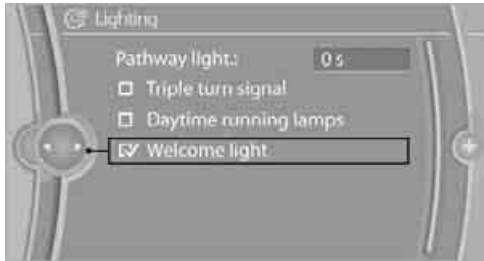 Lighting
Pathway light.: 0 s
Triple turn signal
Daytime running lamps
Welcome light